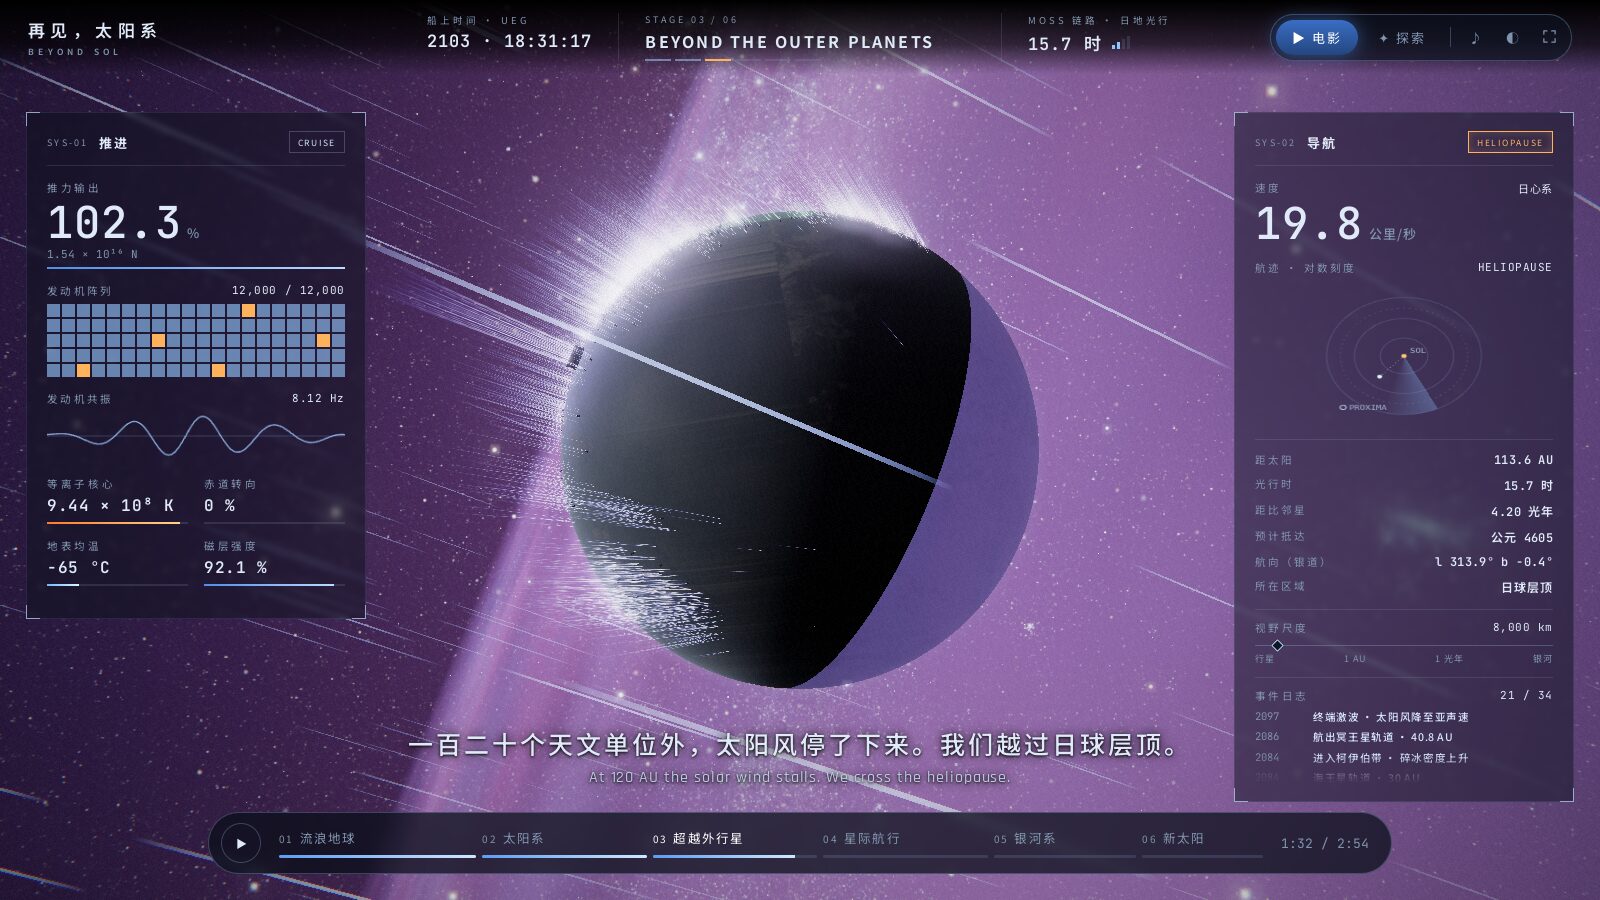 再见，太阳系
BEYOND SOL
船上时间 · UEG
2103 · 18:31:17
STAGE 03 / 06
BEYOND THE OUTER PLANETS
MOSS 链路 · 日地光行
15.7 时
▶ 电影
✦ 探索
SYS-01 推进
CRUISE
推力输出
102.3 %
1.54 × 10¹⁶ N
发动机阵列 12,000 / 12,000
发动机共振 8.12 Hz
等离子核心 赤道转向
9.44 × 10⁸ K 0 %
地表均温 磁层强度
-65 °C 92.1 %
SYS-02 导航
HELIOPAUSE
速度 日心系
19.8 公里/秒
航迹 · 对数刻度 HELIOPAUSE
SOL
PROXIMA
距太阳 113.6 AU
光行时 15.7 时
距比邻星 4.20 光年
预计抵达 公元 4605
航向（银道） l 313.9° b -0.4°
所在区域 日球层顶
视野尺度 8,000 km
行星 1 AU 1 光年 银河
事件日志 21 / 34
2097 终端激波 · 太阳风降至亚声速
2086 航出冥王星轨道 · 40.8 AU
2084 进入柯伊伯带 · 碎冰密度上升
2084 海王星轨道 · 30 AU
一百二十个天文单位外，太阳风停了下来。我们越过日球层顶。
At 120 AU the solar wind stalls. We cross the heliopause.
01 流浪地球
02 太阳系
03 超越外行星
04 星际航行
05 银河系
06 新太阳
1:32 / 2:54